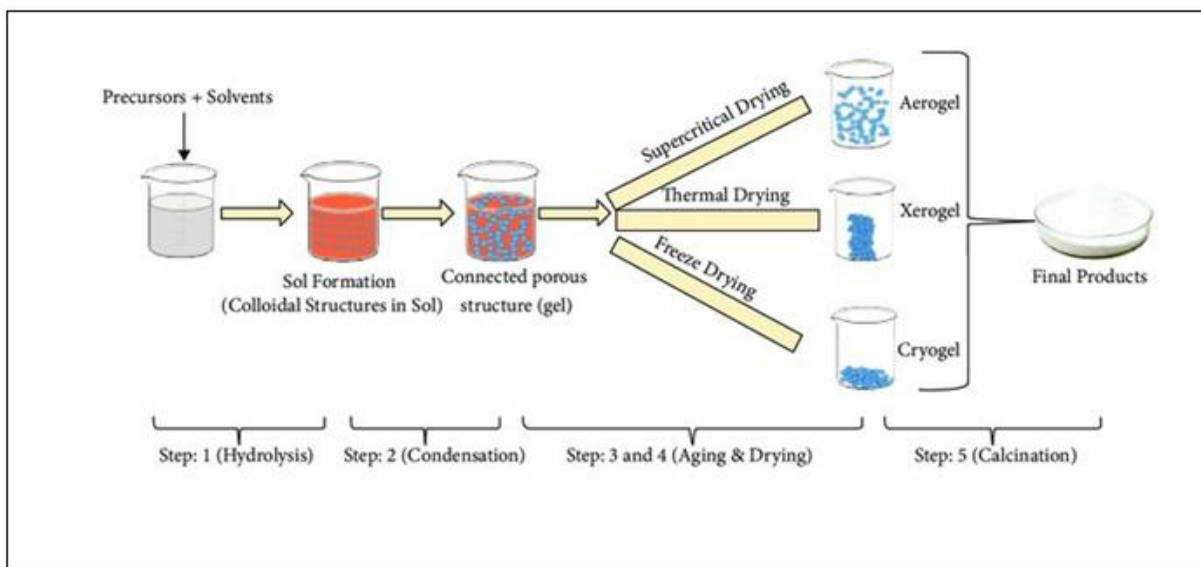 Precursors + Solvents
Sol Formation
(Colloidal Structures in Sol)
Connected porous
structure (gel)
Supercritical Drying
Thermal Drying
Freeze Drying
Aerogel
Xerogel
Cryogel
Final Products
Step: 1 (Hydrolysis)
Step: 2 (Condensation)
Step: 3 and 4 (Aging & Drying)
Step: 5 (Calcination)